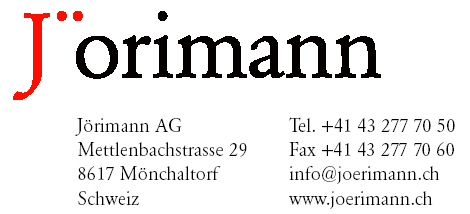 Jörimann
Jörimann AG
Mettlenbachstrasse 29
8617 Mönchaltorf
Schweiz
Tel. +41 43 277 70 50
Fax +41 43 277 70 60
info@joerimann.ch
www.joerimann.ch